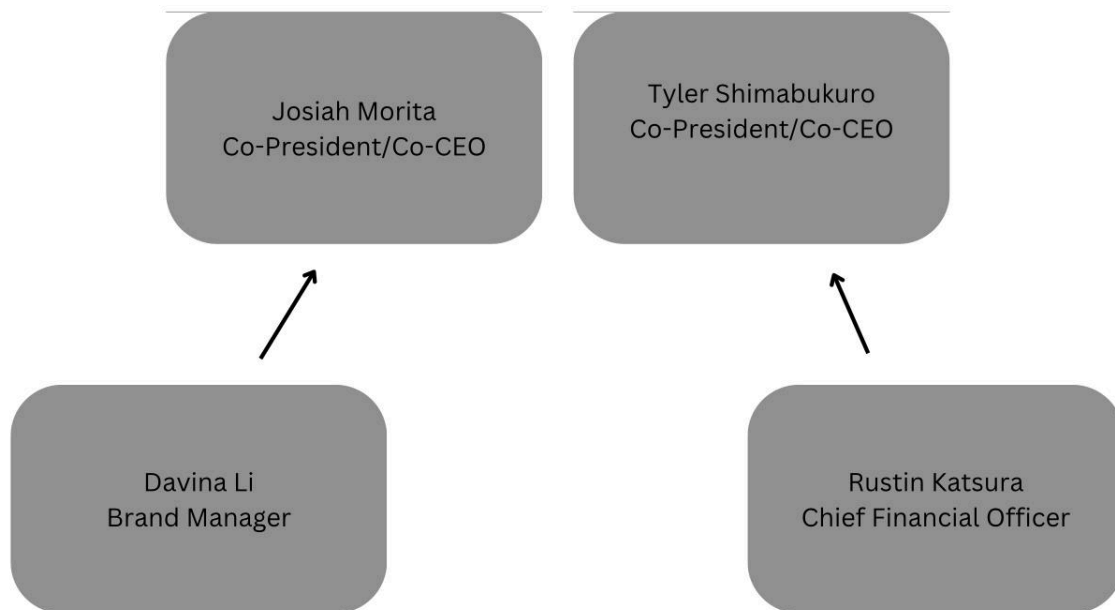 Josiah Morita
Co-President/Co-CEO
Tyler Shimabukuro
Co-President/Co-CEO
Davina Li
Brand Manager
Rustin Katsura
Chief Financial Officer